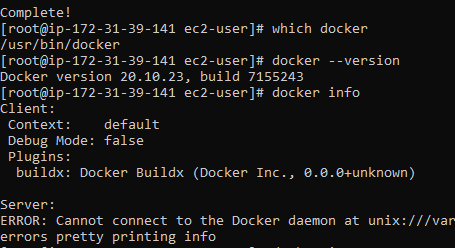 Complete!
[root@ip-172-31-39-141 ec2-user]# which docker
/usr/bin/docker
[root@ip-172-31-39-141 ec2-user]# docker --version
Docker version 20.10.23, build 7155243
[root@ip-172-31-39-141 ec2-user]# docker info
Client:
 Context:    default
 Debug Mode: false
 Plugins:
  buildx: Docker Buildx (Docker Inc., 0.0.0+unknown)

Server:
ERROR: Cannot connect to the Docker daemon at unix:///var
errors pretty printing info